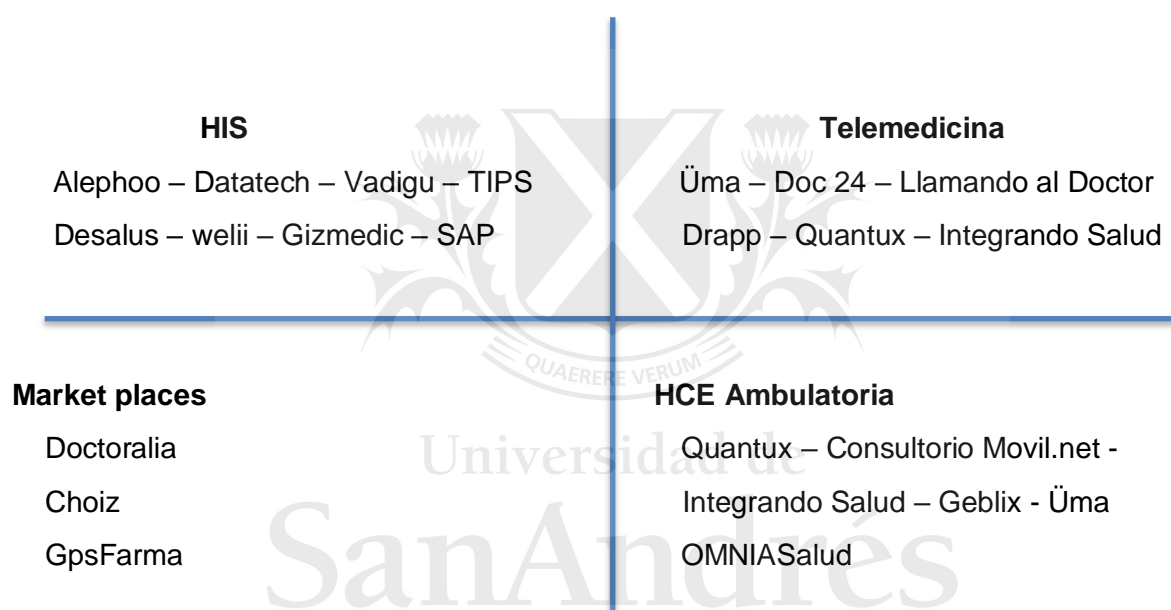 HIS
Alephoo – Datatech – Vadigu – TIPS
Desalus – welii – Gizmedic – SAP
Telemedicina
Üma – Doc 24 – Llamando al Doctor
Drapp – Quantux – Integrando Salud
Market places
Doctoralia
Choiz
GpsFarma
HCE Ambulatoria
Quantux – Consultorio Movil.net -
Integrando Salud – Geblix - Üma
OMNIASalud
QUAERERE VERUM
Universidad de
SanAndrés